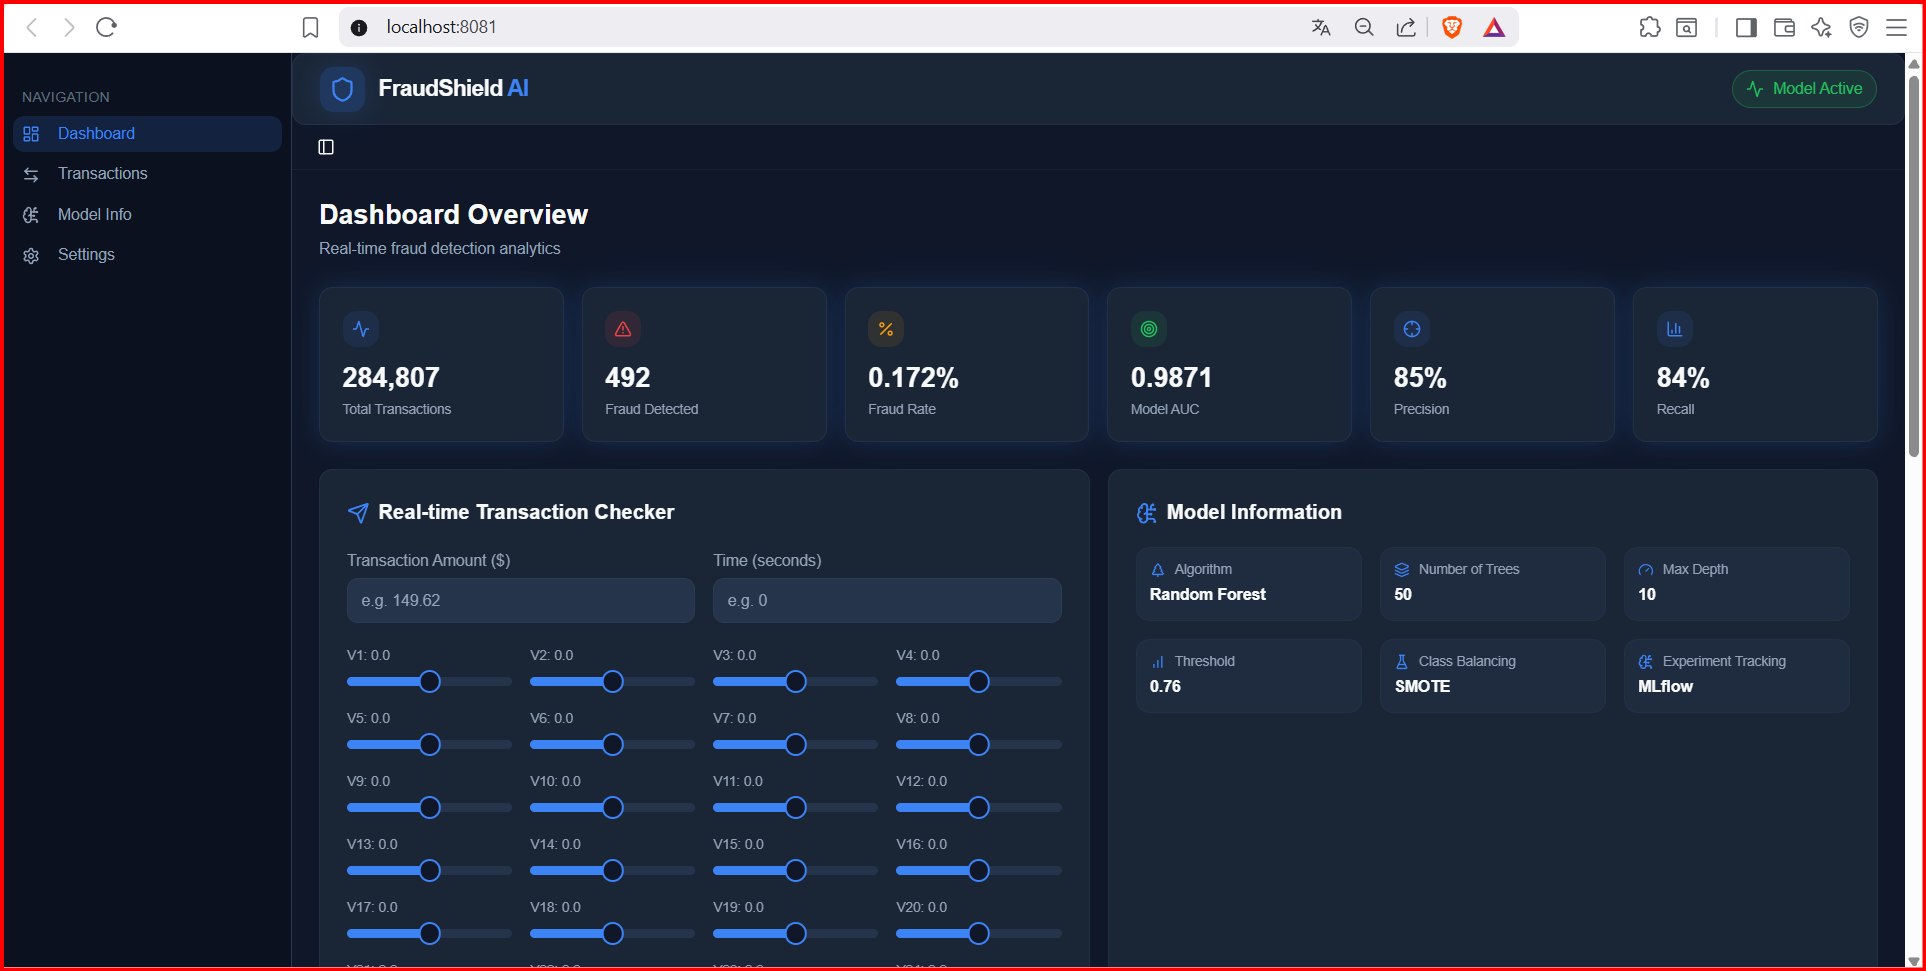 localhost:8081
NAVIGATION
Dashboard
Transactions
Model Info
Settings
FraudShield AI
Model Active
Dashboard Overview
Real-time fraud detection analytics
284,807
Total Transactions
492
Fraud Detected
0.172%
Fraud Rate
0.9871
Model AUC
85%
Precision
84%
Recall
Real-time Transaction Checker
Transaction Amount ($)
e.g. 149.62
Time (seconds)
e.g. 0
V1: 0.0
V2: 0.0
V3: 0.0
V4: 0.0
V5: 0.0
V6: 0.0
V7: 0.0
V8: 0.0
V9: 0.0
V10: 0.0
V11: 0.0
V12: 0.0
V13: 0.0
V14: 0.0
V15: 0.0
V16: 0.0
V17: 0.0
V18: 0.0
V19: 0.0
V20: 0.0
Model Information
Algorithm
Random Forest
Number of Trees
50
Max Depth
10
Threshold
0.76
Class Balancing
SMOTE
Experiment Tracking
MLflow